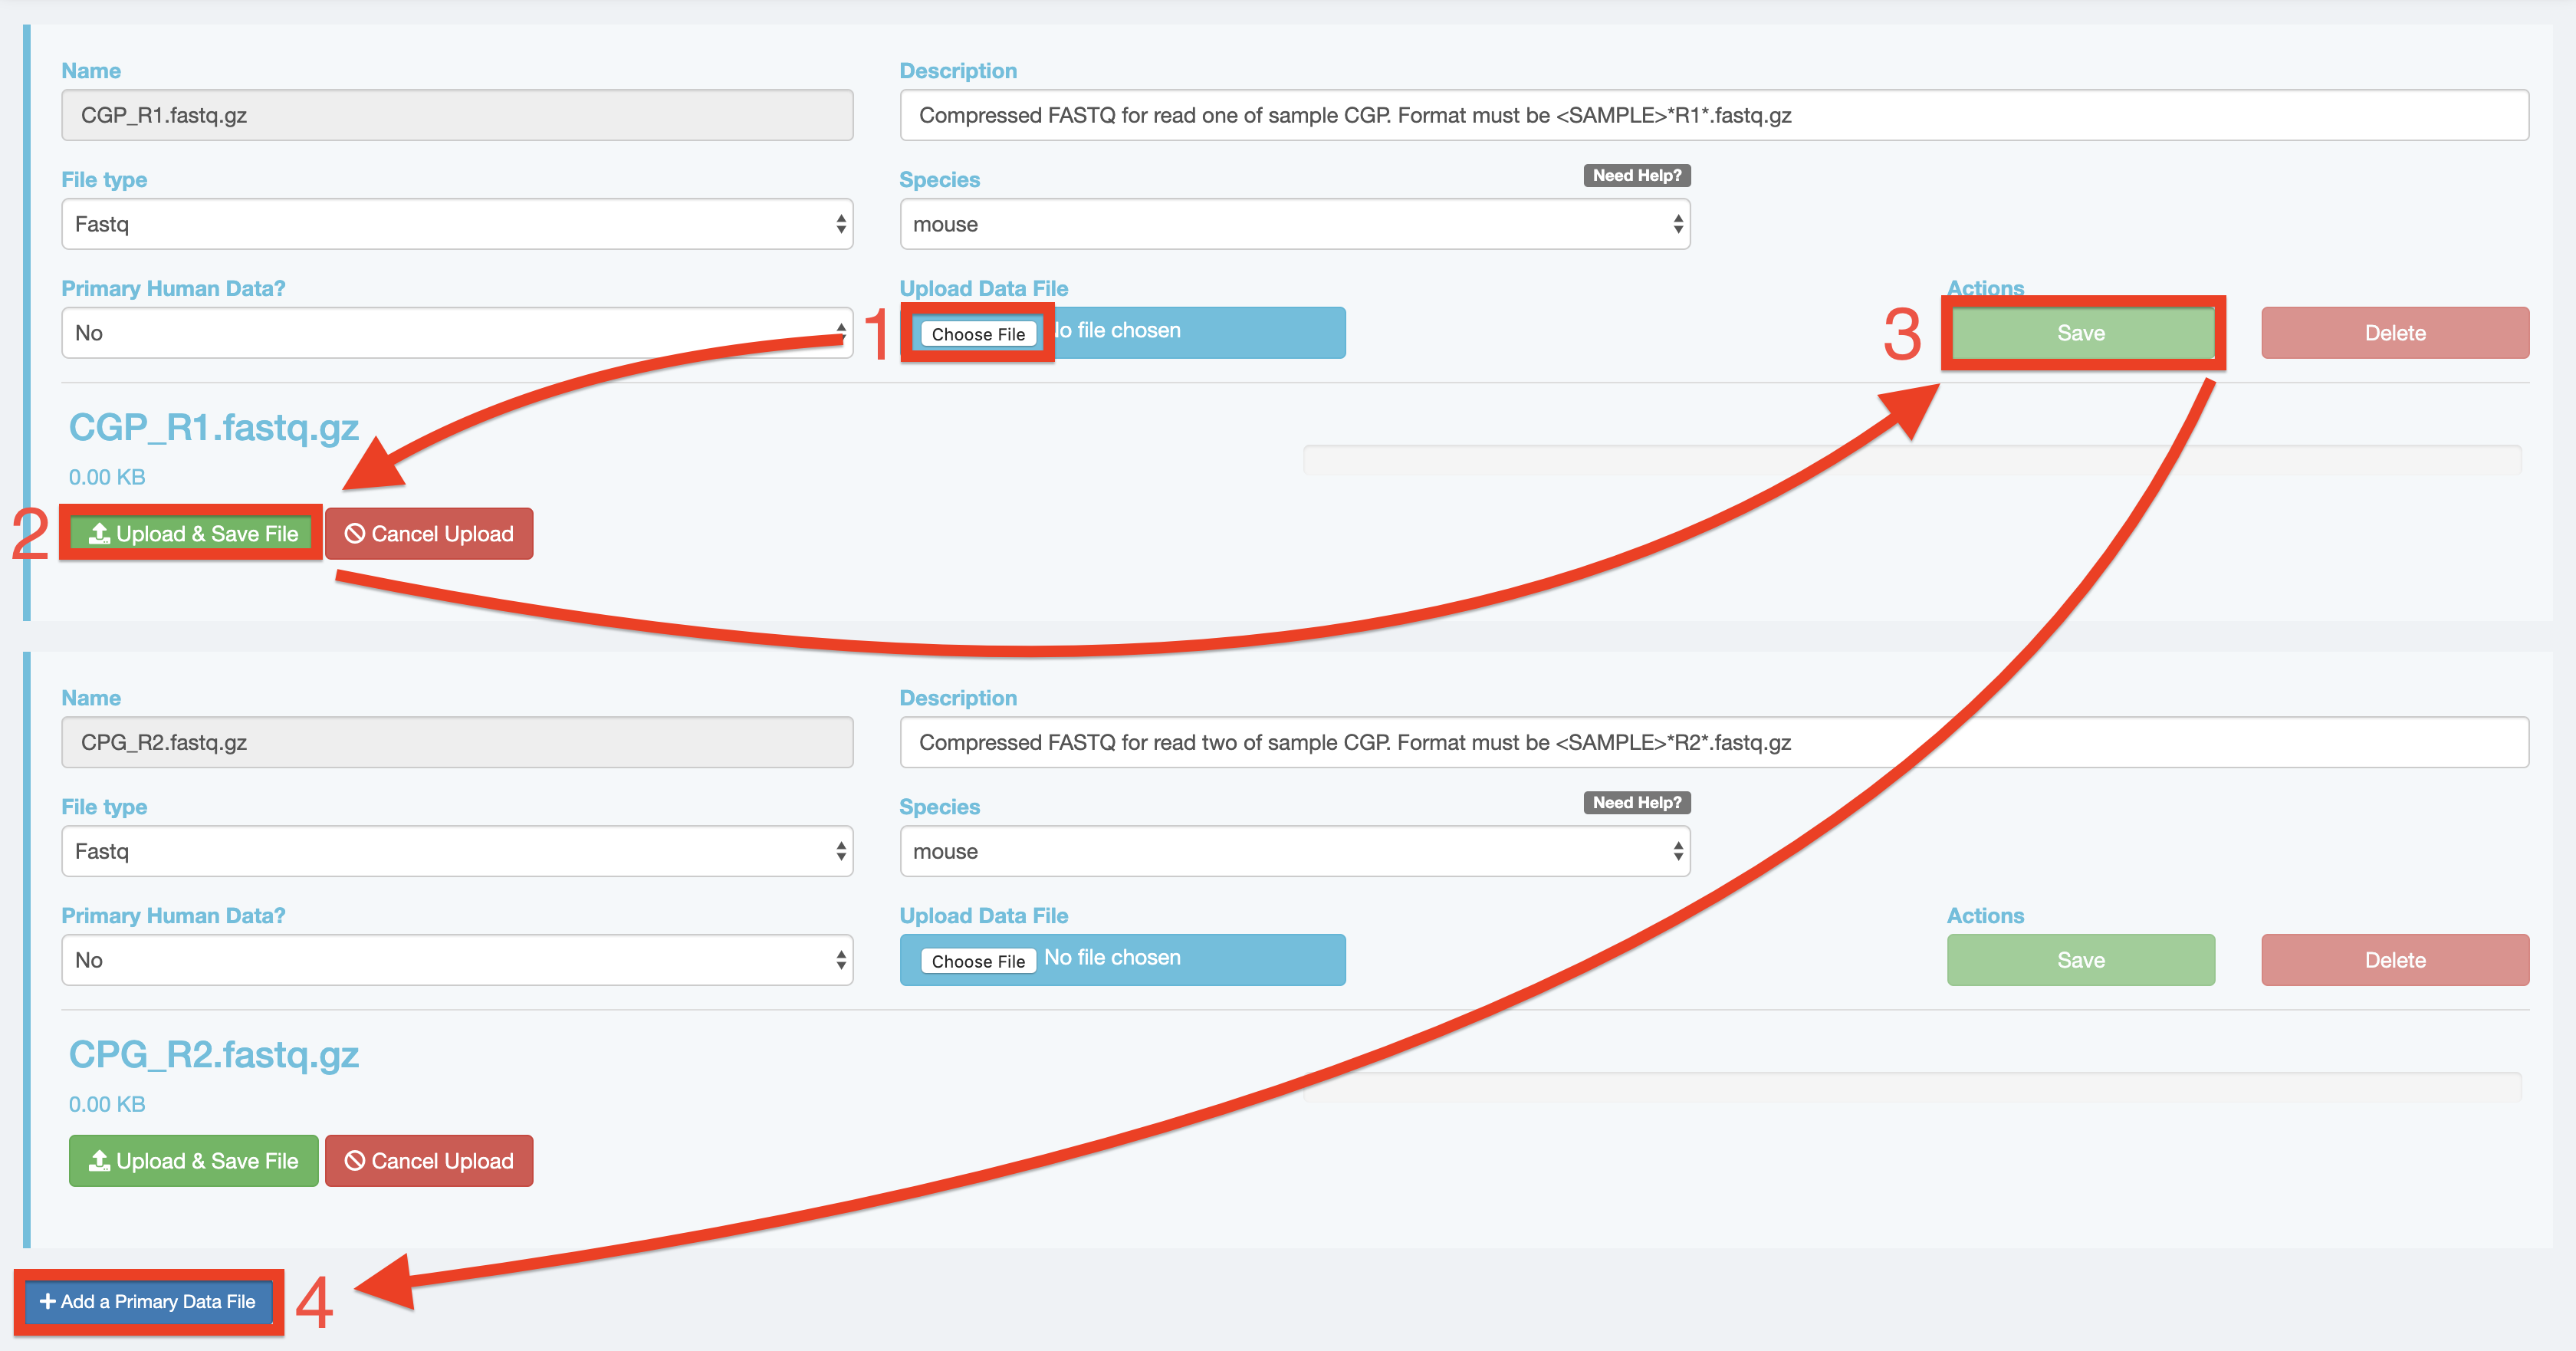 Name
Description
CGP_R1.fastq.gz
Compressed FASTQ for read one of sample CGP. Format must be <SAMPLE>*R1*.fastq.gz
File type
Species
Need Help?
Fastq
mouse
Primary Human Data?
Upload Data File
Actions
No
1
Choose File
o file chosen
3
Save
Delete
CGP_R1.fastq.gz
0.00 KB
2
Upload & Save File
Cancel Upload
Name
Description
CPG_R2.fastq.gz
Compressed FASTQ for read two of sample CGP. Format must be <SAMPLE>*R2*.fastq.gz
File type
Species
Need Help?
Fastq
mouse
Primary Human Data?
Upload Data File
Actions
No
Choose File
No file chosen
Save
Delete
CPG_R2.fastq.gz
0.00 KB
Upload & Save File
Cancel Upload
+ Add a Primary Data File
4